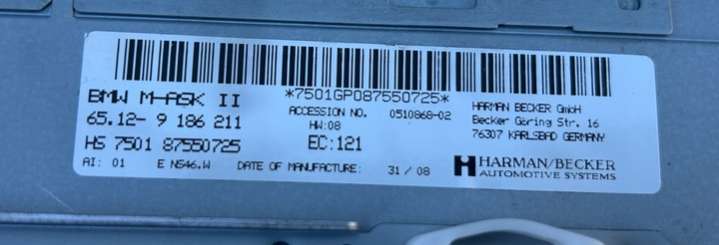 *7501GP087550725*
BMW M-ASK II
65.12- 9 186 211
HS 7501 87550725
AI: 01 E NS46.W
ACCESSION NO. 0510868-02
HW:08
EC:121
DATE OF MANUFACTURE: 31/08
HARMAN BECKER GmbH
Becker Göring Str. 16
76307 KARLSBAD GERMANY
HARMAN/BECKER
AUTOMOTIVE SYSTEMS